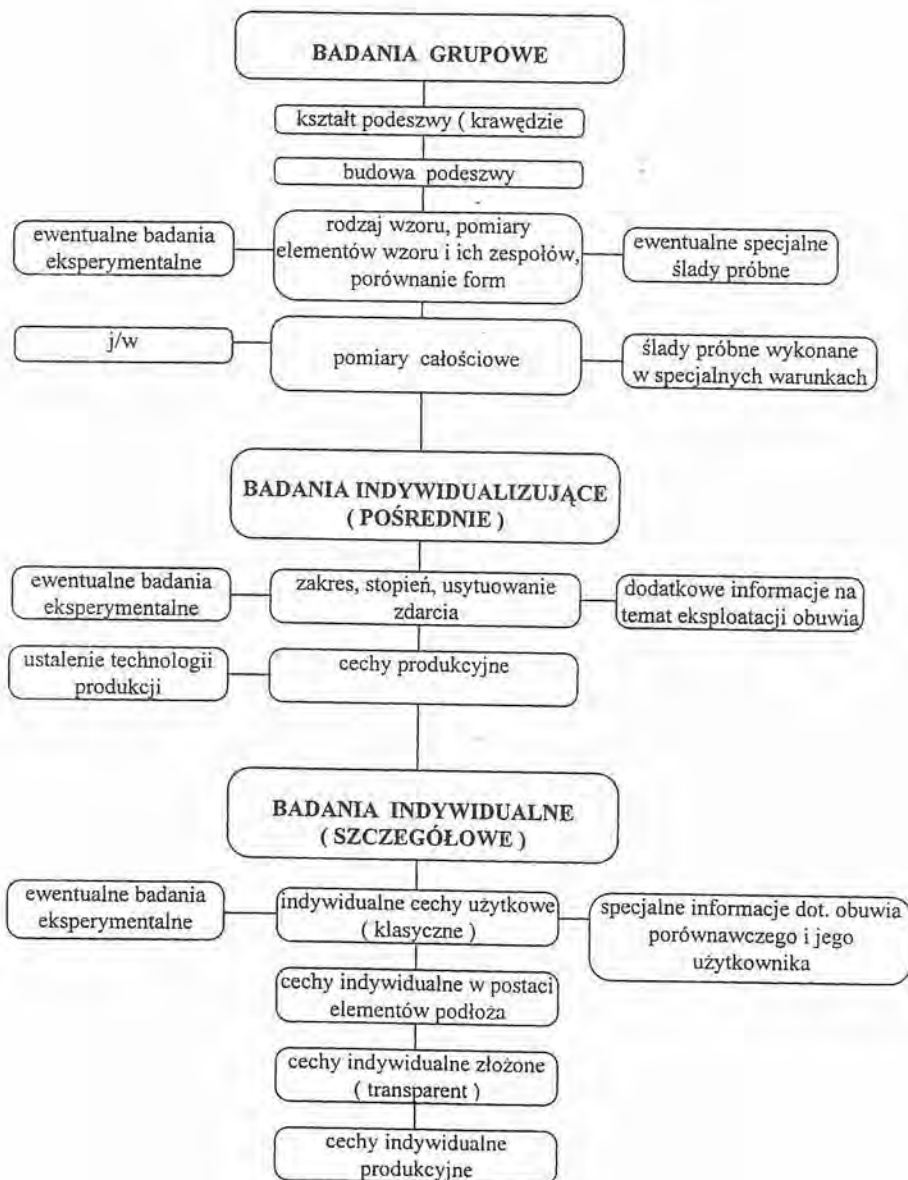 BADANIA GRUPOWE
kształt podeszwy ( krawędzie
budowa podeszwy
ewentualne badania
eksperymentalne
rodzaj wzoru, pomiary
elementów wzoru i ich zespołów,
porównanie form
ewentualne specjalne
ślady próbne
j/w
pomiary całościowe
ślady próbne wykonane
w specjalnych warunkach
BADANIA INDYWIDUALIZUJĄCE
( POŚREDNIE )
ewentualne badania
eksperymentalne
zakres, stopień, usytuowanie
zdarcia
dodatkowe informacje na
temat eksploatacji obuwia
ustalenie technologii
produkcji
cechy produkcyjne
BADANIA INDYWIDUALNE
( SZCZEGÓŁOWE )
ewentualne badania
eksperymentalne
indywidualne cechy użytkowe
( klasyczne )
specjalne informacje dot. obuwia
porównawczego i jego
użytkownika
cechy indywidualne w postaci
elementów podłoża
cechy indywidualne złożone
( transparent )
cechy indywidualne
produkcyjne